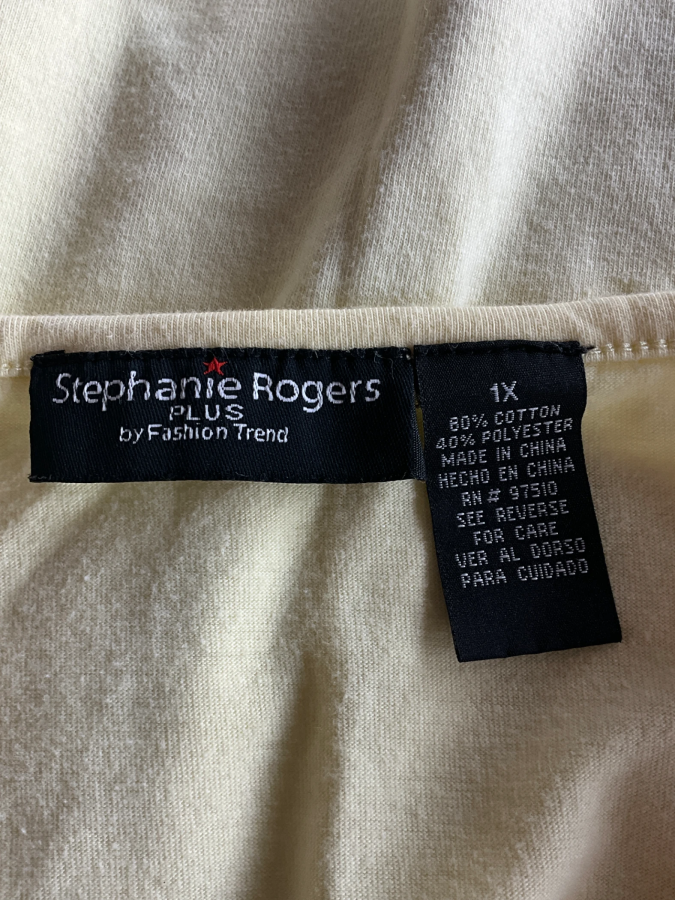 Stephanie Rogers
PLUS
by Fashion Trend
1X
60% COTTON
40% POLYESTER
MADE IN CHINA
HECHO EN CHINA
RN # 97510
SEE REVERSE
FOR CARE
VER AL DORSO
PARA CUIDADO